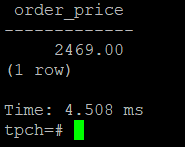 order_price
-------------
2469.00
(1 row)
Time: 4.508 ms
tpch=#